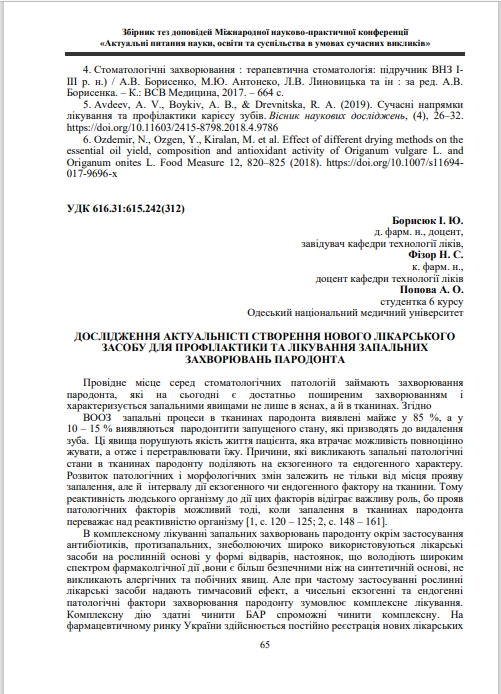 Збірник тез доповідей Міжнародної науково-практичної конференції
«Актуальні питання науки, освіти та суспільства в умовах сучасних викликів»
4. Стоматологічні захворювання : терапевтична стоматологія: підручник ВНЗ I-
III р. н.) / А.В. Борисенко, М.Ю. Антоненко, Л.В. Линовицька та ін : за ред. А.В.
Борисенка. – К.: ВСВ Медицина, 2017. – 664 с.
5. Avdeev, A. V., Boykiv, A. B., & Drevnitska, R. A. (2019). Сучасні напрямки
лікування та профілактики карієсу зубів. Вісник наукових досліджень, (4), 26–32.
https://doi.org/10.11603/2415-8798.2018.4.9786
6. Ozdemir, N., Ozgen, Y., Kiralan, M. et al. Effect of different drying methods on the
essential oil yield, composition and antioxidant activity of Origanum vulgare L. and
Origanum onites L. Food Measure 12, 820–825 (2018). https://doi.org/10.1007/s11694-
017-9696-x
УДК 616.31:615.242(312)
Борисюк І. Ю.
д. фарм. н., доцент,
завідувач кафедри технології ліків,
Фізор Н. С.
к. фарм. н.,
доцент кафедри технології ліків
Попова А. О.
студентка 6 курсу
Одеський національний медичний університет
ДОСЛІДЖЕННЯ АКТУАЛЬНІСТІ СТВОРЕННЯ НОВОГО ЛІКАРСЬКОГО
ЗАСОБУ ДЛЯ ПРОФІЛАКТИКИ ТА ЛІКУВАННЯ ЗАПАЛЬНИХ
ЗАХВОРЮВАНЬ ПАРОДОНТА
Провідне місце серед стоматологічних патологій займають захворювання
пародонта, які на сьогодні є достатньо поширеним захворюванням і
характеризується запальними явищами не лише в яснах, а й в тканинах. Згідно
ВООЗ запальні процеси в тканинах пародонта виявлені майже у 85 %, а у
10 – 15 % виявляються пародонтити запущеного стану, які призводять до видалення
зуба. Ці явища порушують якість життя пацієнта, яка втрачає можливість повноцінно
жувати, а отже і перетравлювати їжу. Причини, які викликають запальні патологічні
стани в тканинах пародонту поділяють на екзогенного та ендогенного характеру.
Розвиток патологічних і морфологічних змін залежить не тільки від місця прояву
запалення, але й інтервалу дії екзогенного чи ендогенного фактору на тканини. Тому
реактивність людського організму до дії цих факторів відіграє важливу роль, бо прояв
патологічних факторів можливий тоді, коли запалення в тканинах пародонта
переважає над реактивністю організму [1, с. 120 – 125; 2, с. 148 – 161].
В комплексному лікуванні запальних захворювань пародонту окрім застосування
антибіотиків, протизапальних, знеболюючих широко використовуються лікарські
засоби на рослинній основі у формі відварів, настоянок, що володіють широким
спектром фармаколгічної дії ,вони є більш безпечними ніж на синтетичній основі, не
викликають алергічних та побічних явищ. Але при частому застосуванні рослинні
лікарські засоби надають тимчасовий ефект, а чисельні екзогенні та ендогенні
патологічні фактори захворювання пародонту зумовлює комплексне лікування.
Комплексну дію здатні чинити БАР спроможні чинити комплексну. На
фармацевтичному ринку України здійснюється постійно реєстрація нових лікарських
65